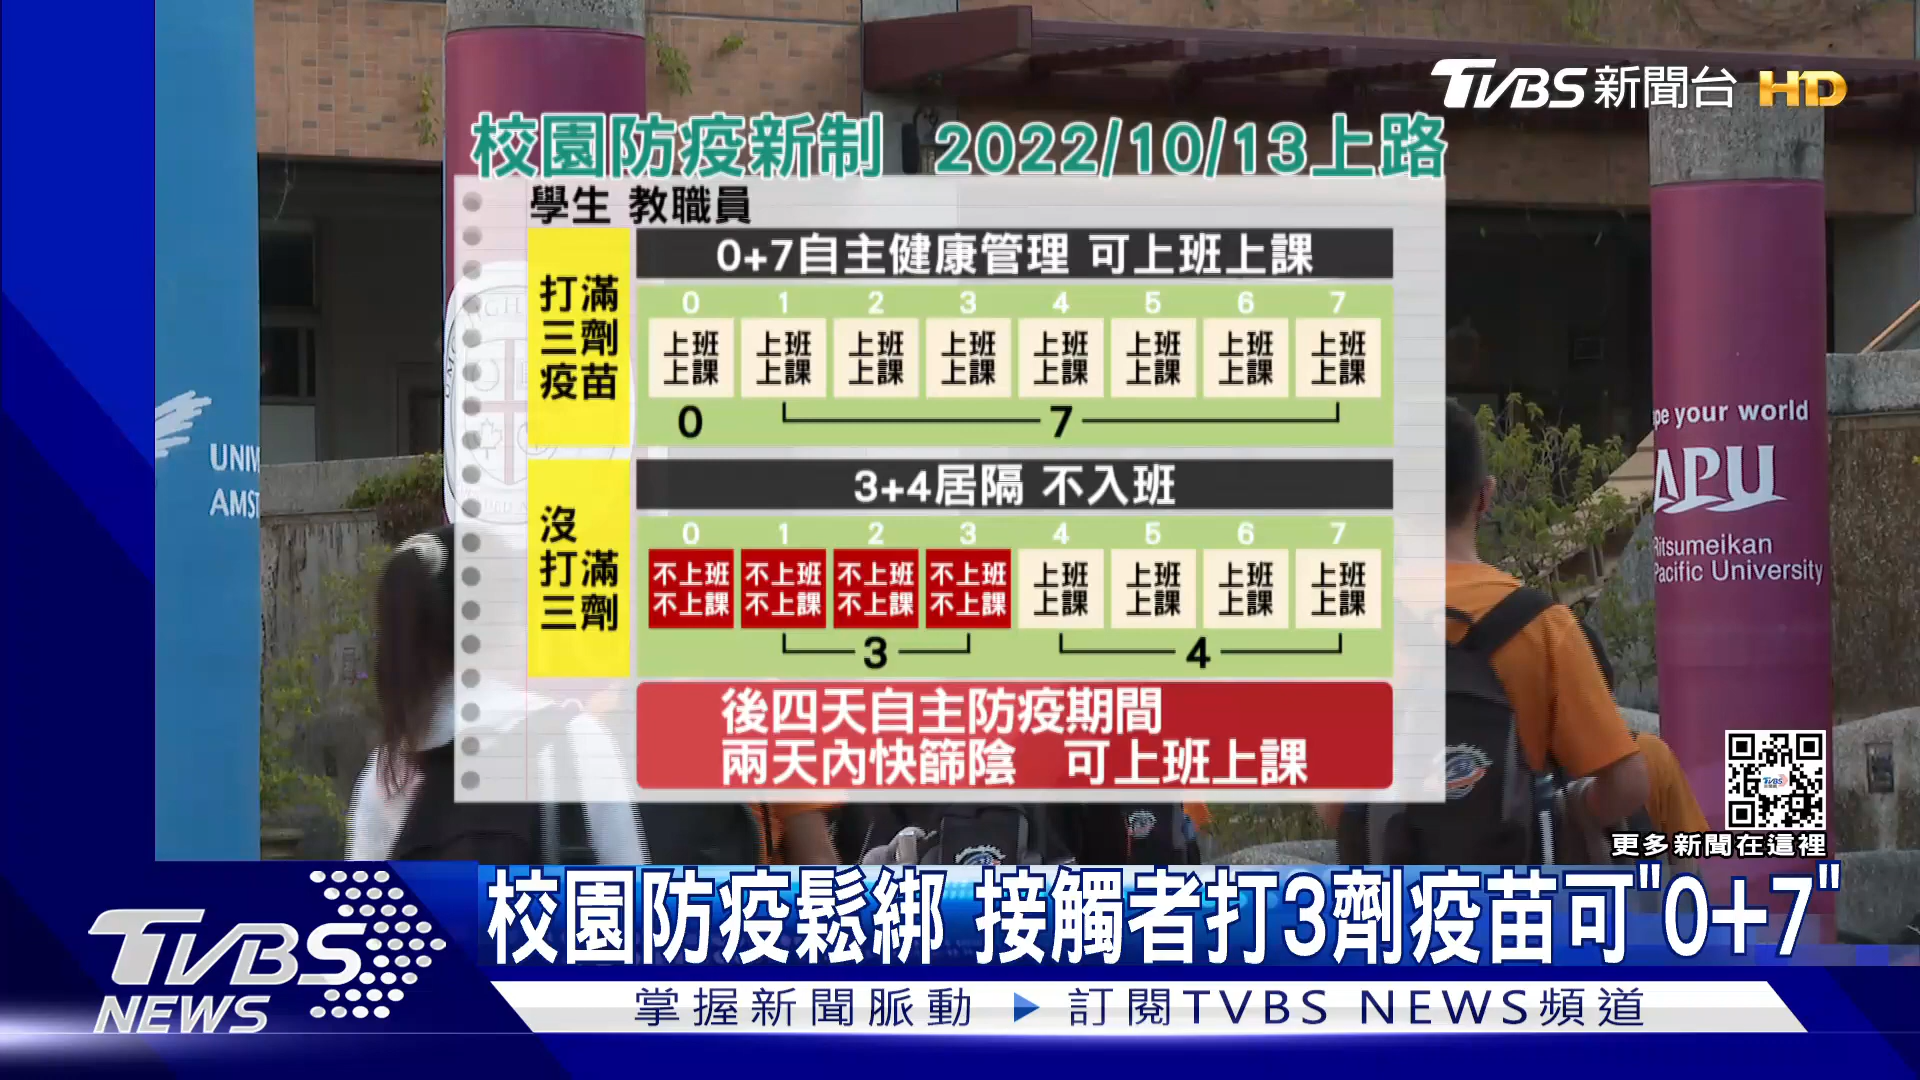 TVBS新聞台 HD
校園防疫新制 2022/10/13上路
學生 教職員
打滿
三劑
疫苗
0+7自主健康管理 可上班上課
0 1 2 3 4 5 6 7
上班 上班 上班 上班 上班 上班 上班 上班
上課 上課 上課 上課 上課 上課 上課 上課
0 7
沒
打滿
三劑
3+4居隔 不入班
0 1 2 3 4 5 6 7
不上班 不上班 不上班 不上班 上班 上班 上班 上班
不上課 不上課 不上課 不上課 上課 上課 上課 上課
3 4
後四天自主防疫期間
兩天內快篩陰 可上班上課
UNIV
AMST
pe your world
APU
Ritsumeikan
Pacific University
TVBS
更多新聞在這裡
TVBS
NEWS
校園防疫鬆綁 接觸者打3劑疫苗可"0+7"
掌握新聞脈動 ▶ 訂閱TVBS NEWS頻道